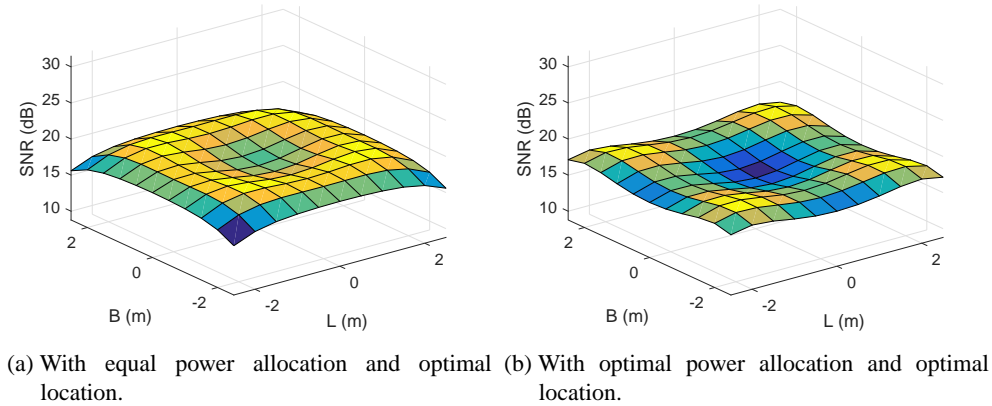 30
25
20
15
10
SNR (dB)
2
0
-2
B (m)
-2
0
2
L (m)
30
25
20
15
10
SNR (dB)
2
0
-2
B (m)
-2
0
2
L (m)
(a) With equal power allocation and optimal
location.
(b) With optimal power allocation and optimal
location.